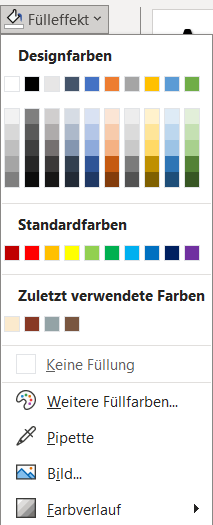 Fülleffekt
Designfarben
Standardfarben
Zuletzt verwendete Farben
Keine Füllung
Weitere Füllfarben...
Pipette
Bild...
Farbverlauf